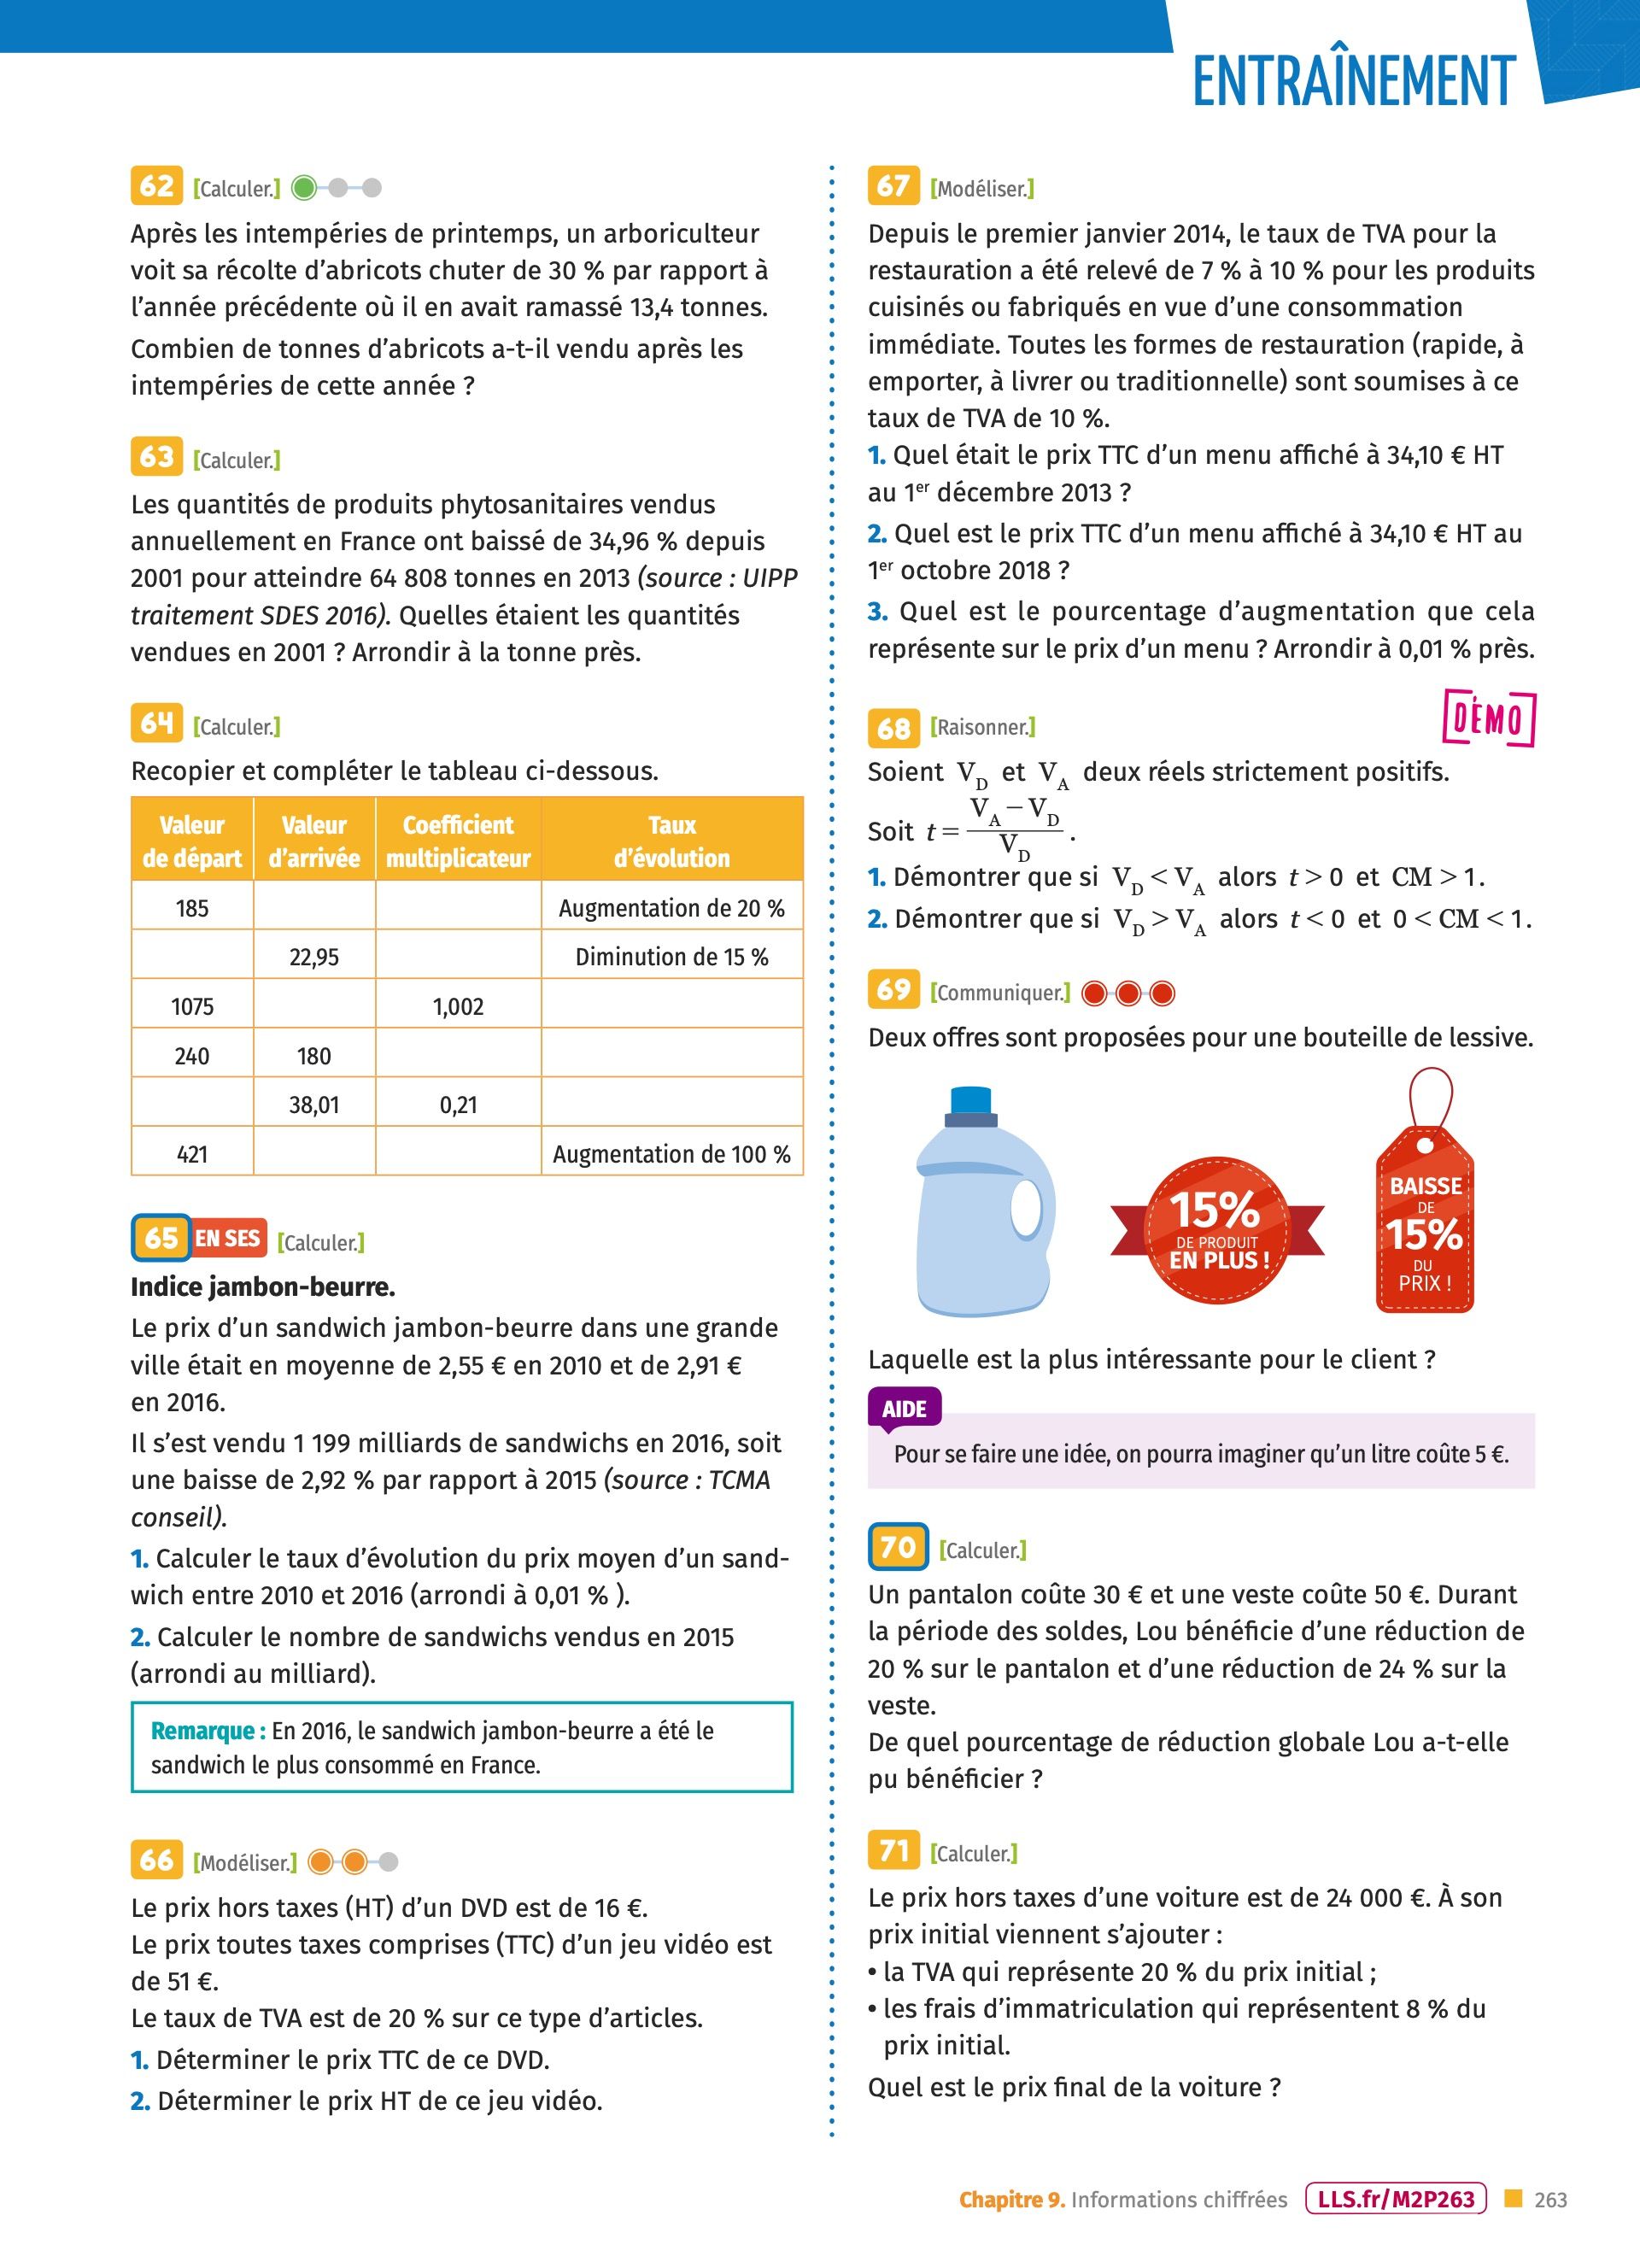 ENTRAÎNEMENT
62 [Calculer.]
Après les intempéries de printemps, un arboriculteur
voit sa récolte d’abricots chuter de 30 % par rapport à
l’année précédente où il en avait ramassé 13,4 tonnes.
Combien de tonnes d’abricots a-t-il vendu après les
intempéries de cette année ?
63 [Calculer.]
Les quantités de produits phytosanitaires vendus
annuellement en France ont baissé de 34,96 % depuis
2001 pour atteindre 64 808 tonnes en 2013 (source : UIPP
traitement SDES 2016). Quelles étaient les quantités
vendues en 2001 ? Arrondir à la tonne près.
64 [Calculer.]
Recopier et compléter le tableau ci-dessous.
Valeur de départ | Valeur d’arrivée | Coefficient multiplicateur | Taux d’évolution
185 | | | Augmentation de 20 %
| 22,95 | | Diminution de 15 %
1075 | | 1,002 |
240 | 180 | |
| 38,01 | 0,21 |
421 | | | Augmentation de 100 %
65 EN SES [Calculer.]
Indice jambon-beurre.
Le prix d’un sandwich jambon-beurre dans une grande
ville était en moyenne de 2,55 € en 2010 et de 2,91 €
en 2016.
Il s’est vendu 1 199 milliards de sandwichs en 2016, soit
une baisse de 2,92 % par rapport à 2015 (source : TCMA
conseil).
1. Calculer le taux d’évolution du prix moyen d’un sand-
wich entre 2010 et 2016 (arrondi à 0,01 % ).
2. Calculer le nombre de sandwichs vendus en 2015
(arrondi au milliard).
Remarque : En 2016, le sandwich jambon-beurre a été le
sandwich le plus consommé en France.
66 [Modéliser.]
Le prix hors taxes (HT) d’un DVD est de 16 €.
Le prix toutes taxes comprises (TTC) d’un jeu vidéo est
de 51 €.
Le taux de TVA est de 20 % sur ce type d’articles.
1. Déterminer le prix TTC de ce DVD.
2. Déterminer le prix HT de ce jeu vidéo.
67 [Modéliser.]
Depuis le premier janvier 2014, le taux de TVA pour la
restauration a été relevé de 7 % à 10 % pour les produits
cuisinés ou fabriqués en vue d’une consommation
immédiate. Toutes les formes de restauration (rapide, à
emporter, à livrer ou traditionnelle) sont soumises à ce
taux de TVA de 10 %.
1. Quel était le prix TTC d’un menu affiché à 34,10 € HT
au 1er décembre 2013 ?
2. Quel est le prix TTC d’un menu affiché à 34,10 € HT au
1er octobre 2018 ?
3. Quel est le pourcentage d’augmentation que cela
représente sur le prix d’un menu ? Arrondir à 0,01 % près.
68 [Raisonner.] DÉMO
Soient V_D et V_A deux réels strictement positifs.
Soit t = (V_A − V_D) / V_D .
1. Démontrer que si V_D < V_A alors t > 0 et CM > 1.
2. Démontrer que si V_D > V_A alors t < 0 et 0 < CM < 1.
69 [Communiquer.]
Deux offres sont proposées pour une bouteille de lessive.
15%
DE PRODUIT
EN PLUS !
BAISSE
DE
15%
DU
PRIX !
Laquelle est la plus intéressante pour le client ?
AIDE
Pour se faire une idée, on pourra imaginer qu’un litre coûte 5 €.
70 [Calculer.]
Un pantalon coûte 30 € et une veste coûte 50 €. Durant
la période des soldes, Lou bénéficie d’une réduction de
20 % sur le pantalon et d’une réduction de 24 % sur la
veste.
De quel pourcentage de réduction globale Lou a-t-elle
pu bénéficier ?
71 [Calculer.]
Le prix hors taxes d’une voiture est de 24 000 €. À son
prix initial viennent s’ajouter :
• la TVA qui représente 20 % du prix initial ;
• les frais d’immatriculation qui représentent 8 % du
prix initial.
Quel est le prix final de la voiture ?
Chapitre 9. Informations chiffrées LLS.fr/M2P263 263